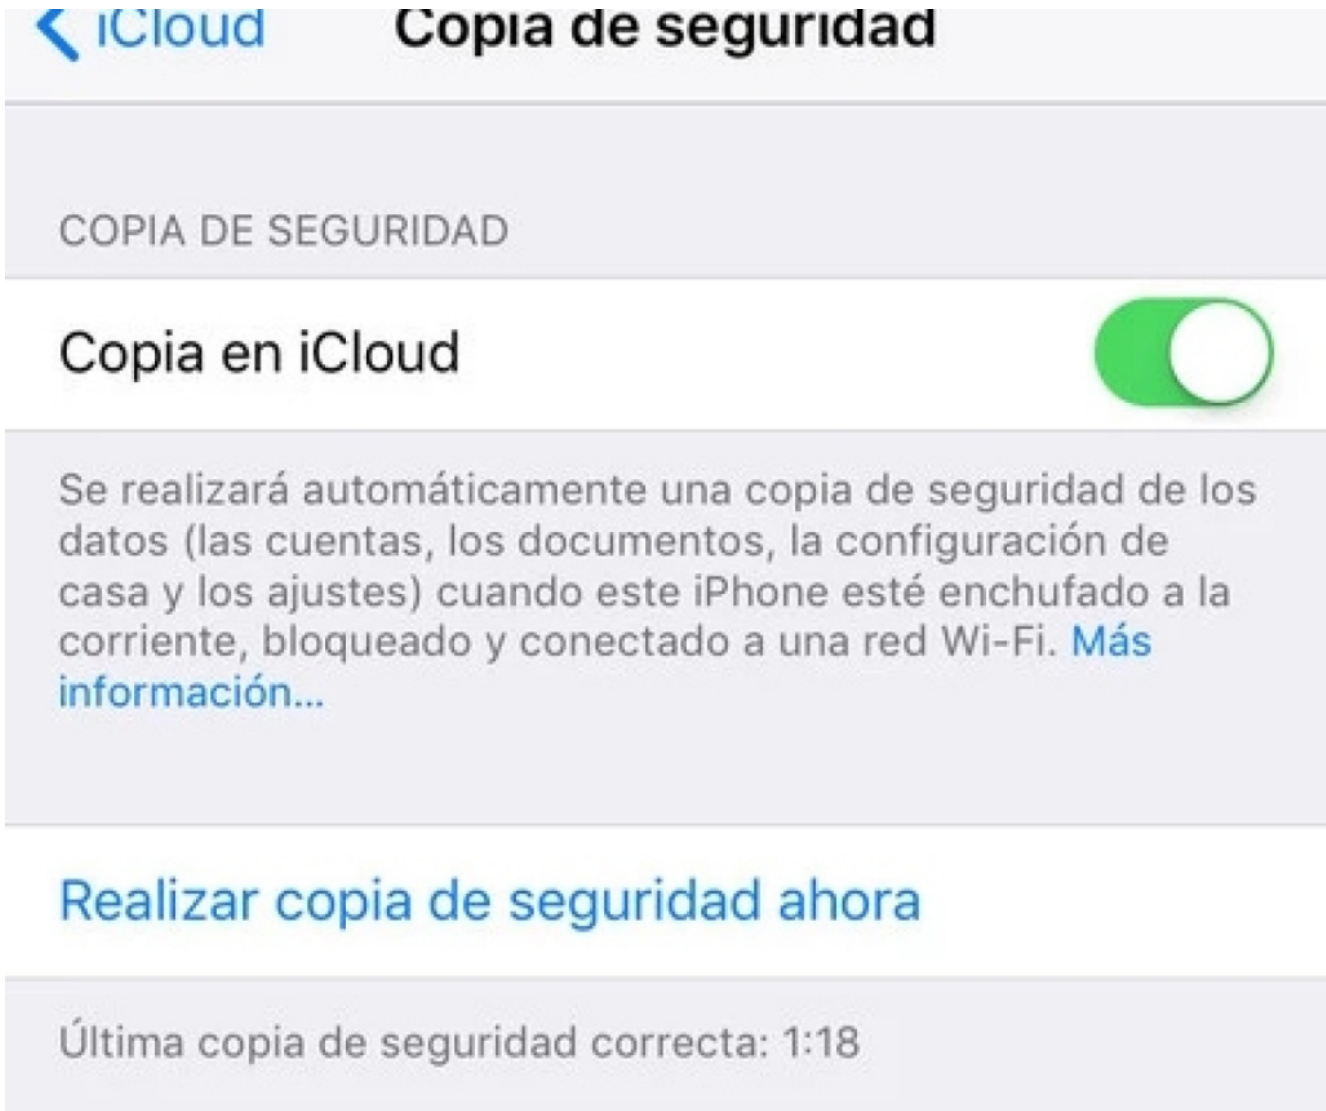 iCloud
Copia de seguridad
COPIA DE SEGURIDAD
Copia en iCloud
Se realizará automáticamente una copia de seguridad de los
datos (las cuentas, los documentos, la configuración de
casa y los ajustes) cuando este iPhone esté enchufado a la
corriente, bloqueado y conectado a una red Wi-Fi. Más
información...
Realizar copia de seguridad ahora
Última copia de seguridad correcta: 1:18